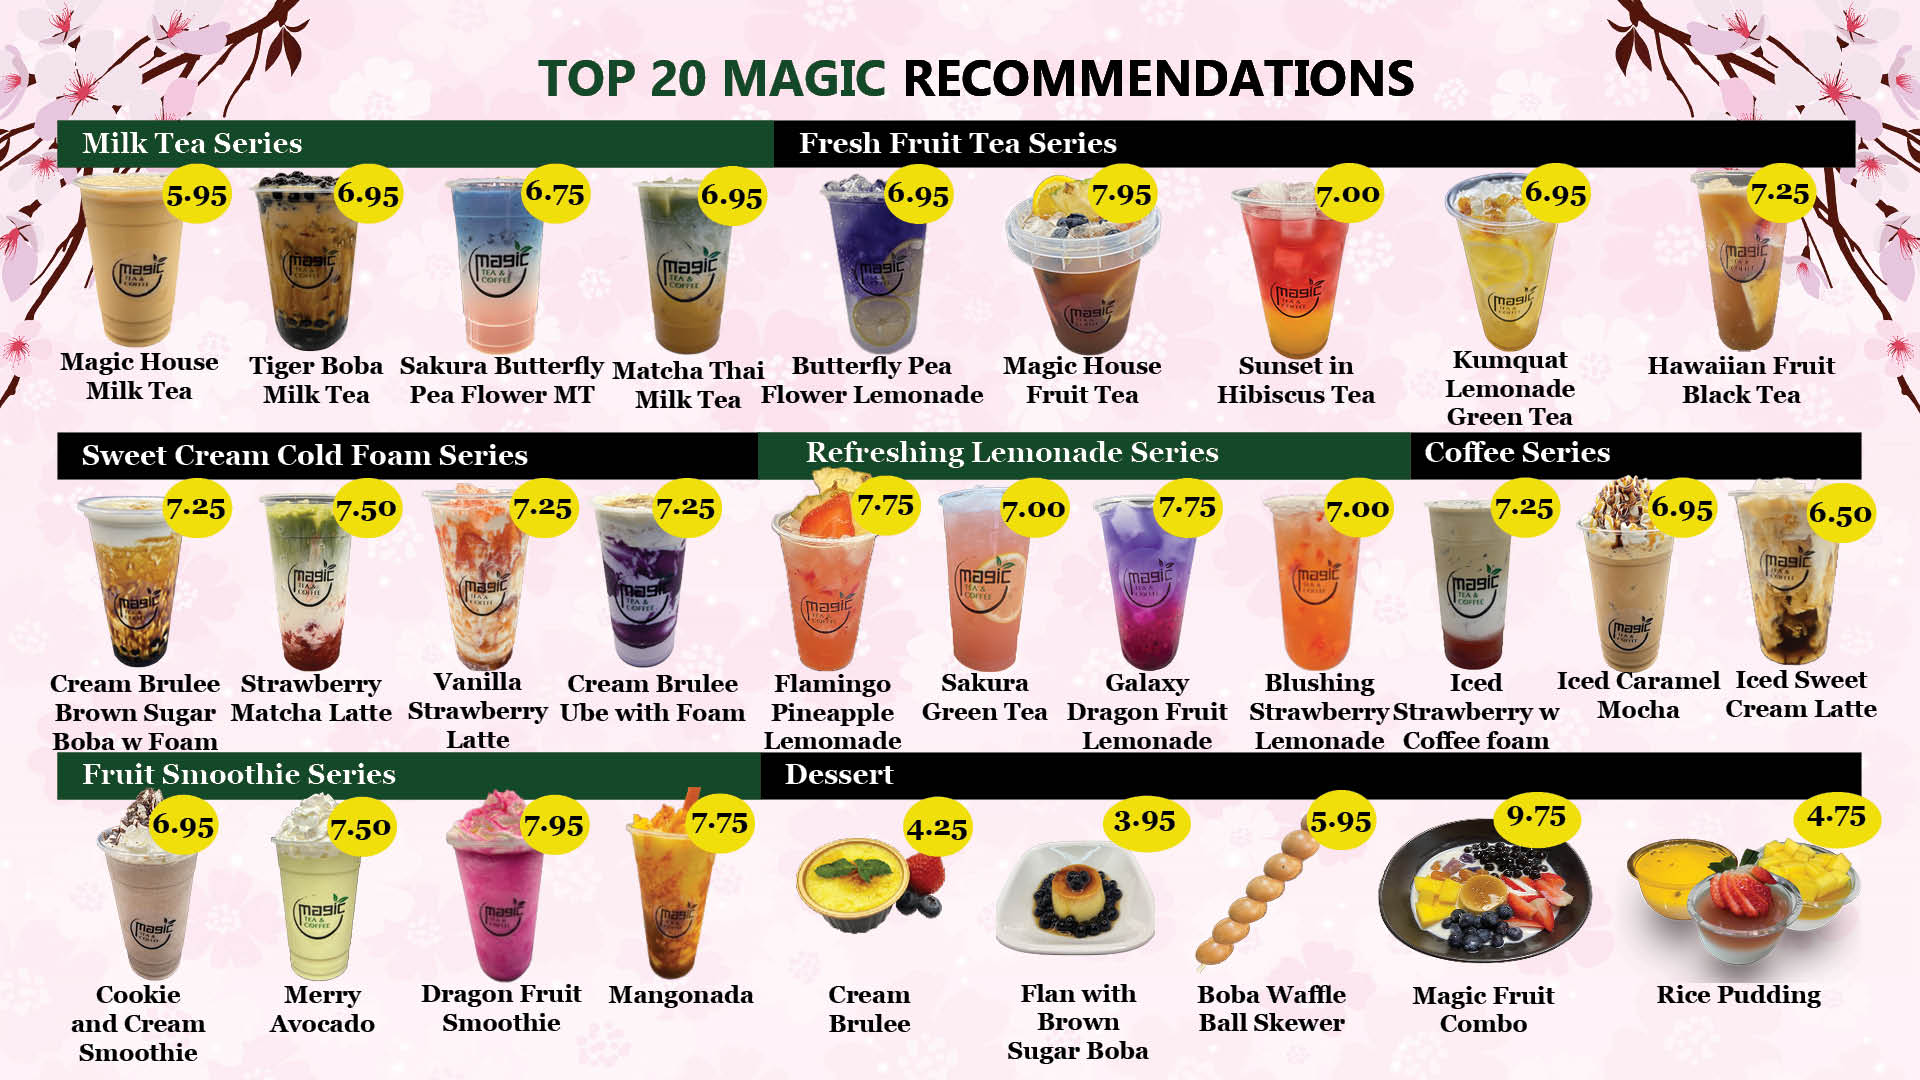 TOP 20 MAGIC RECOMMENDATIONS
Milk Tea Series
5.95
Magic House
Milk Tea
6.95
Tiger Boba
Milk Tea
6.75
Sakura Butterfly
Pea Flower MT
6.95
Matcha Thai
Milk Tea
Fresh Fruit Tea Series
6.95
Butterfly Pea
Flower Lemonade
7.95
Magic House
Fruit Tea
7.00
Sunset in
Hibiscus Tea
6.95
Kumquat
Lemonade
Green Tea
7.25
Hawaiian Fruit
Black Tea
Sweet Cream Cold Foam Series
7.25
Cream Brulee
Brown Sugar
Boba w Foam
7.50
Strawberry
Matcha Latte
7.25
Vanilla
Strawberry
Latte
7.25
Cream Brulee
Ube with Foam
Refreshing Lemonade Series
7.75
Flamingo
Pineapple
Lemomade
7.00
Sakura
Green Tea
7.75
Galaxy
Dragon Fruit
Lemonade
7.00
Blushing
Strawberry
Lemonade
Coffee Series
7.25
Iced
Strawberry w
Coffee foam
6.95
Iced Caramel
Mocha
6.50
Iced Sweet
Cream Latte
Fruit Smoothie Series
6.95
Cookie
and Cream
Smoothie
7.50
Merry
Avocado
7.95
Dragon Fruit
Smoothie
7.75
Mangonada
Dessert
4.25
Cream
Brulee
3.95
Flan with
Brown
Sugar Boba
5.95
Boba Waffle
Ball Skewer
9.75
Magic Fruit
Combo
4.75
Rice Pudding
magic
TEA &
COFFEE